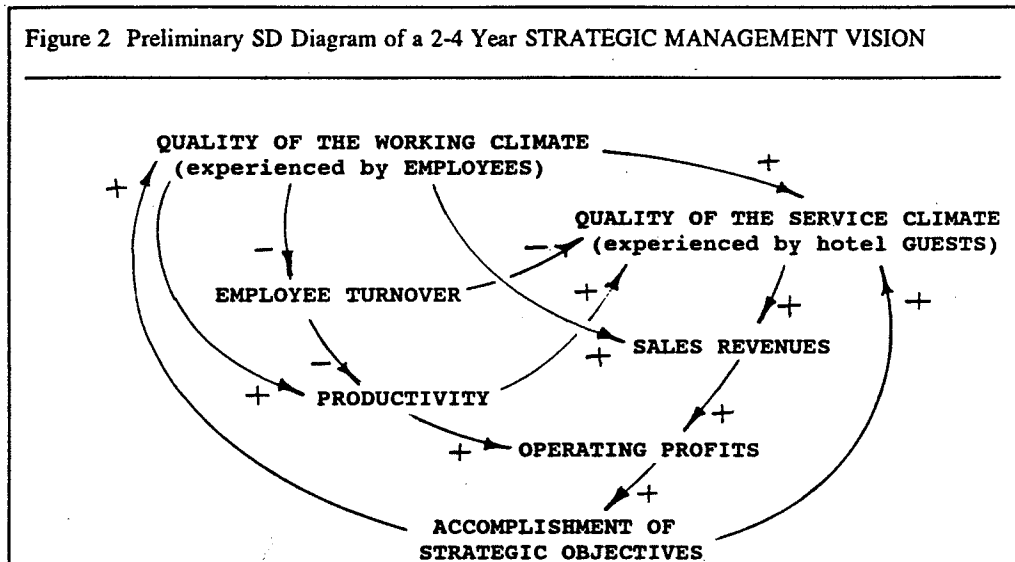 Figure 2 Preliminary SD Diagram of a 2-4 Year STRATEGIC MANAGEMENT VISION
QUALITY OF THE WORKING CLIMATE
(experienced by EMPLOYEES)
+
+
QUALITY OF THE SERVICE CLIMATE
(experienced by hotel GUESTS)
-
-
EMPLOYEE TURNOVER
+
+
+
SALES REVENUES
+
-
+
PRODUCTIVITY
+
+
OPERATING PROFITS
+
ACCOMPLISHMENT OF
STRATEGIC OBJECTIVES